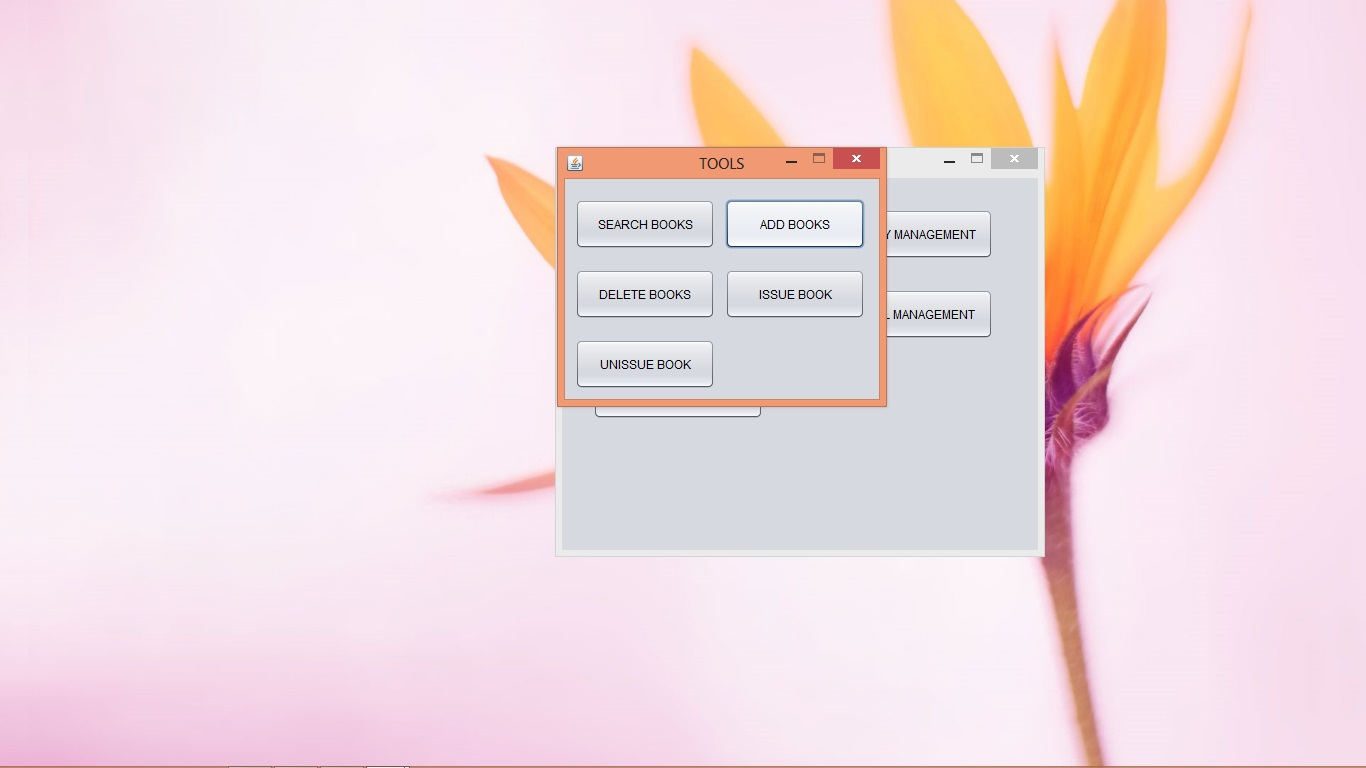 TOOLS
SEARCH BOOKS
ADD BOOKS
Y MANAGEMENT
DELETE BOOKS
ISSUE BOOK
L MANAGEMENT
UNISSUE BOOK